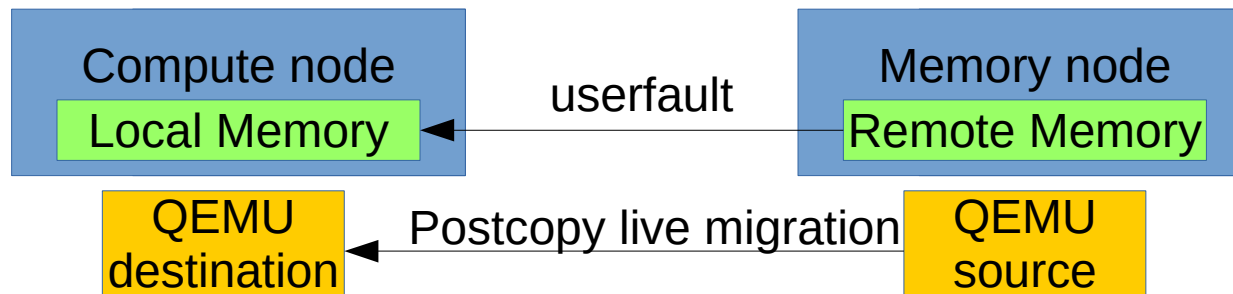 Compute node
Local Memory
userfault
Memory node
Remote Memory
QEMU
destination
Postcopy live migration
QEMU
source